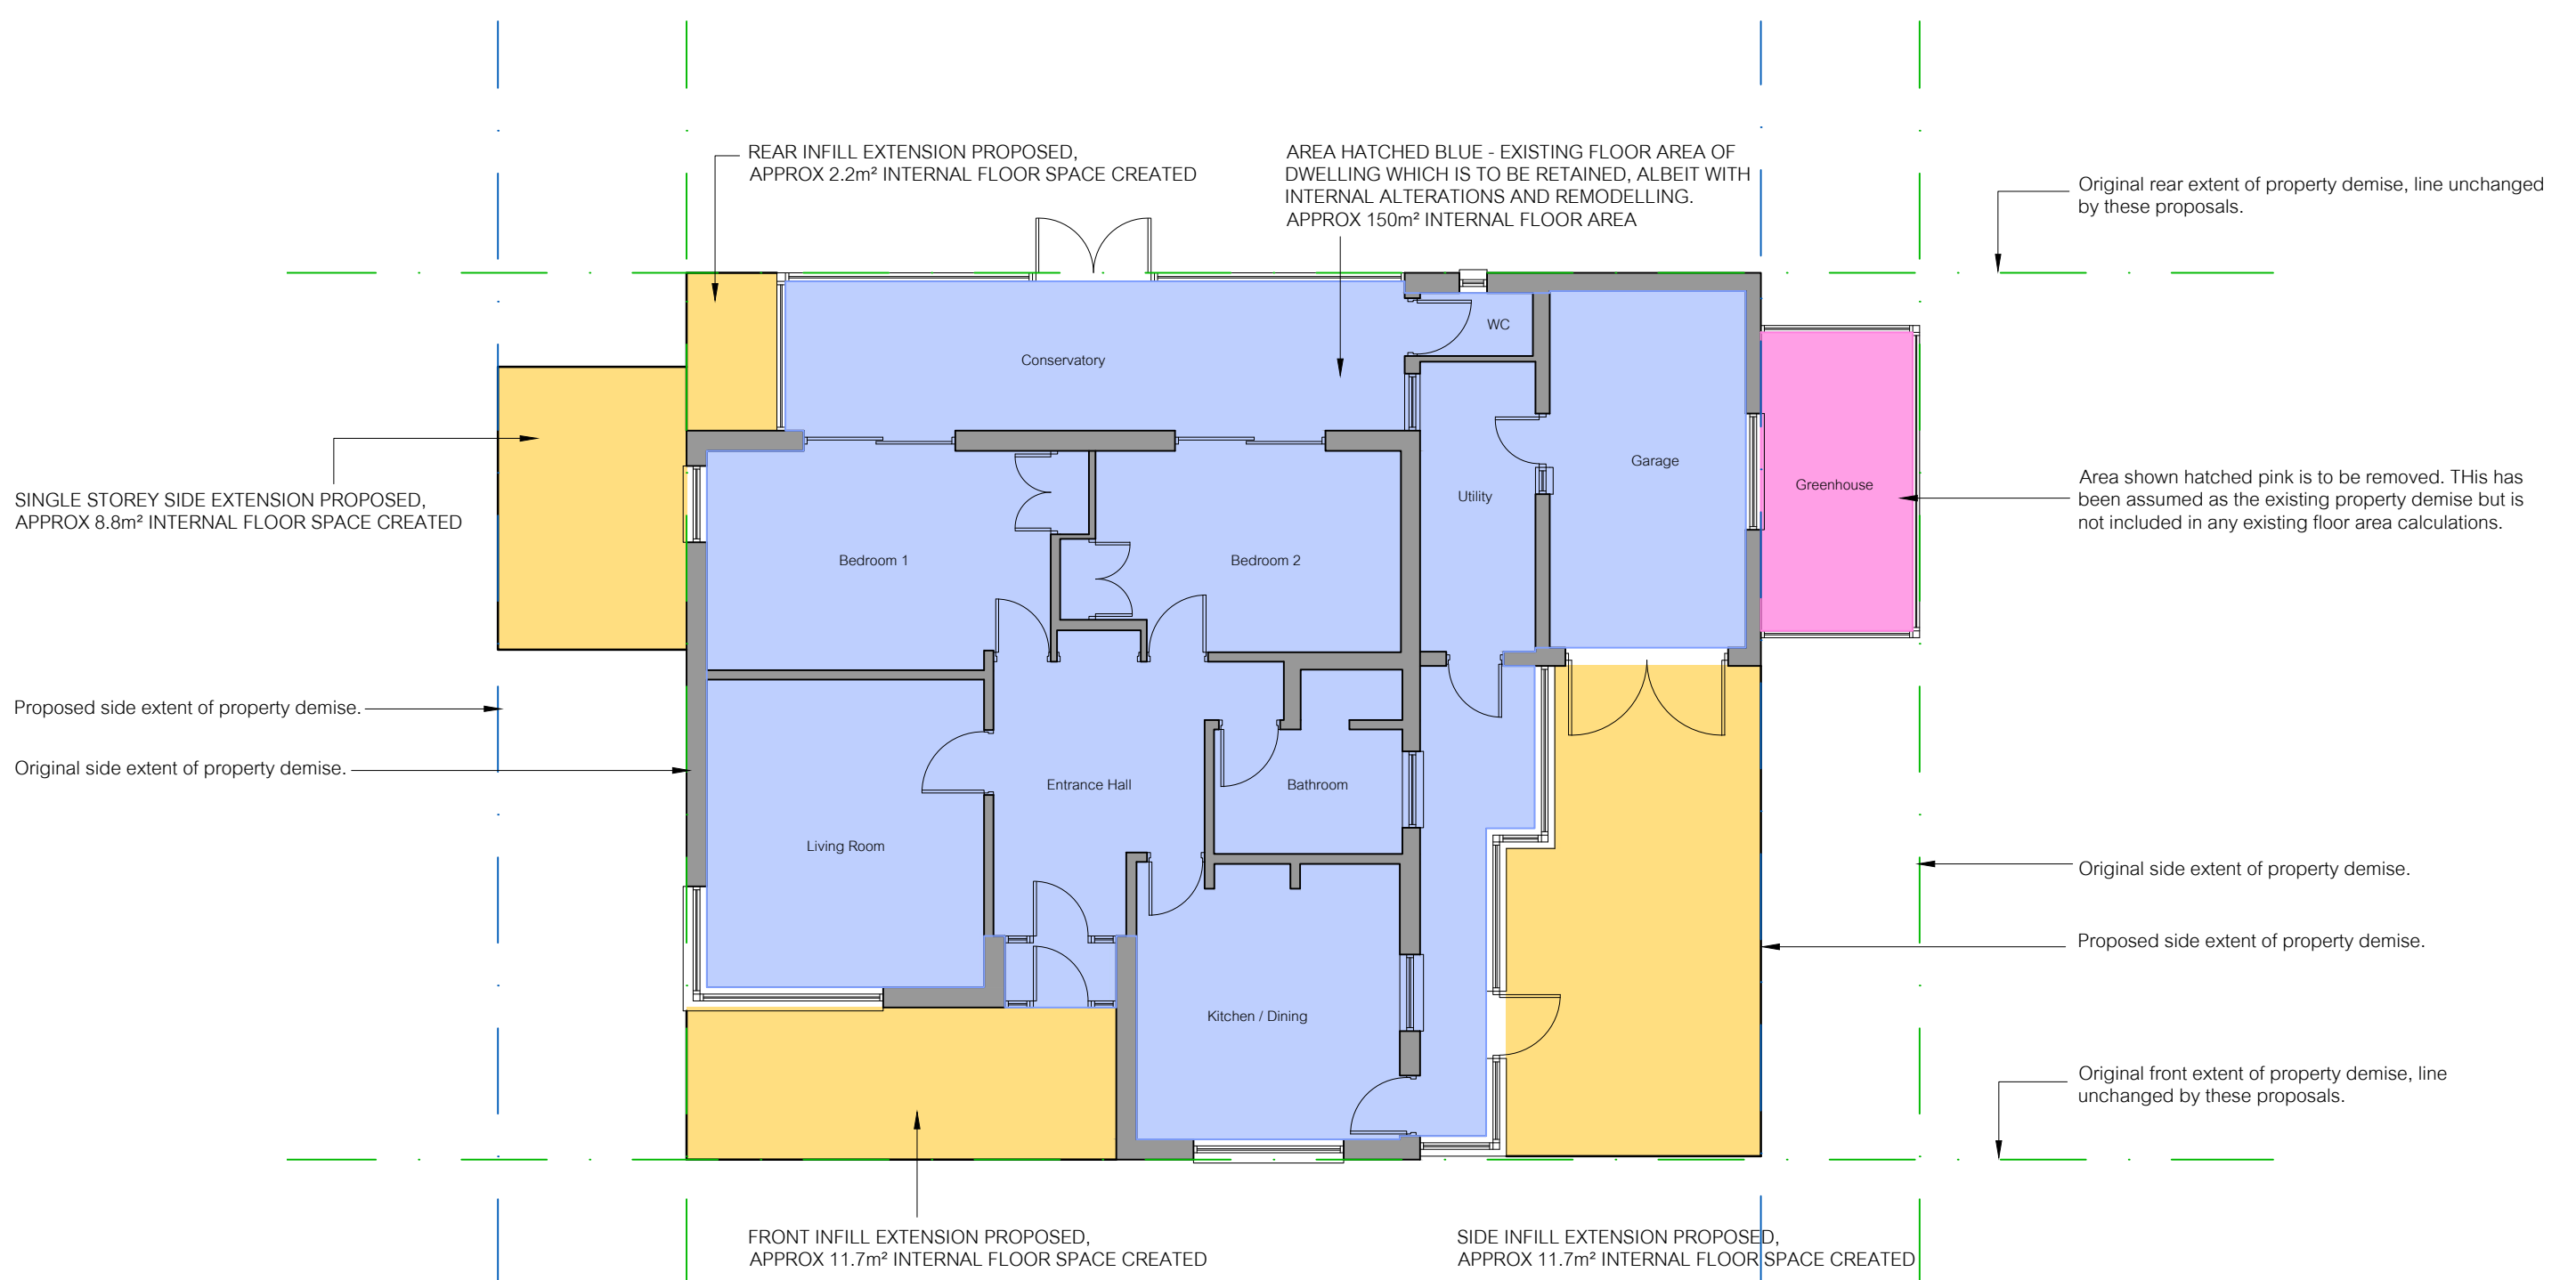 REAR INFILL EXTENSION PROPOSED,
APPROX 2.2m² INTERNAL FLOOR SPACE CREATED
AREA HATCHED BLUE - EXISTING FLOOR AREA OF
DWELLING WHICH IS TO BE RETAINED, ALBEIT WITH
INTERNAL ALTERATIONS AND REMODELLING.
APPROX 150m² INTERNAL FLOOR AREA
Original rear extent of property demise, line unchanged
by these proposals.
WC
Conservatory
Garage
Greenhouse
Utility
SINGLE STOREY SIDE EXTENSION PROPOSED,
APPROX 8.8m² INTERNAL FLOOR SPACE CREATED
Area shown hatched pink is to be removed. THis has
been assumed as the existing property demise but is
not included in any existing floor area calculations.
Bedroom 1
Bedroom 2
Proposed side extent of property demise.
Original side extent of property demise.
Entrance Hall
Bathroom
Living Room
Original side extent of property demise.
Proposed side extent of property demise.
Kitchen / Dining
Original front extent of property demise, line
unchanged by these proposals.
FRONT INFILL EXTENSION PROPOSED,
APPROX 11.7m² INTERNAL FLOOR SPACE CREATED
SIDE INFILL EXTENSION PROPOSED,
APPROX 11.7m² INTERNAL FLOOR SPACE CREATED